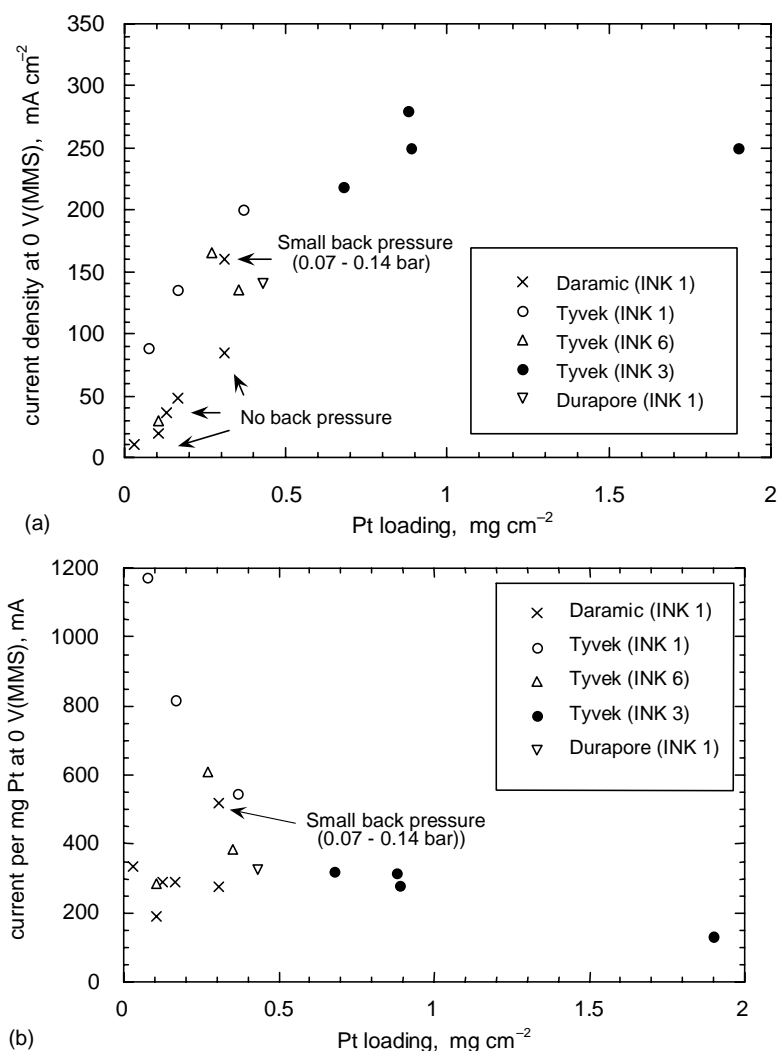 350
300
250
200
150
100
50
0
current density at 0 V(MMS), mA cm−2
Small back pressure
(0.07 - 0.14 bar)
No back pressure
Daramic (INK 1)
Tyvek (INK 1)
Tyvek (INK 6)
Tyvek (INK 3)
Durapore (INK 1)
0 0.5 1 1.5 2
(a)
Pt loading, mg cm−2
1200
1000
800
600
400
200
0
current per mg Pt at 0 V(MMS), mA
Daramic (INK 1)
Tyvek (INK 1)
Tyvek (INK 6)
Tyvek (INK 3)
Durapore (INK 1)
Small back pressure
(0.07 - 0.14 bar))
0 0.5 1 1.5 2
(b)
Pt loading, mg cm−2